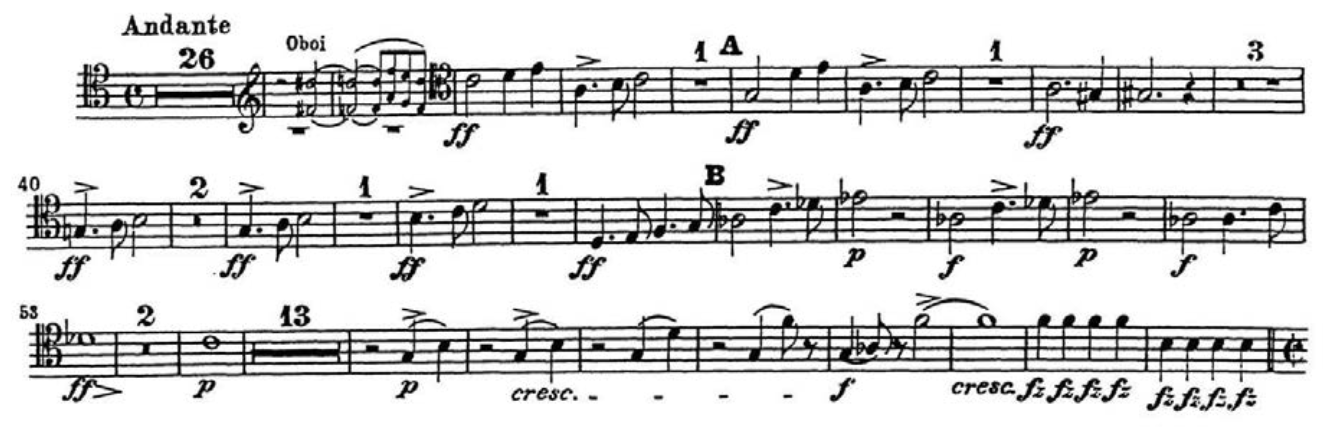 Andante
26 Oboi 1 A 1 3
ff ff ff
40 2 1 1 B
ff ff ff ff p f p f
53 2 13
ff p p cresc. f cresc. fz fz fz fz fz fz fz fz